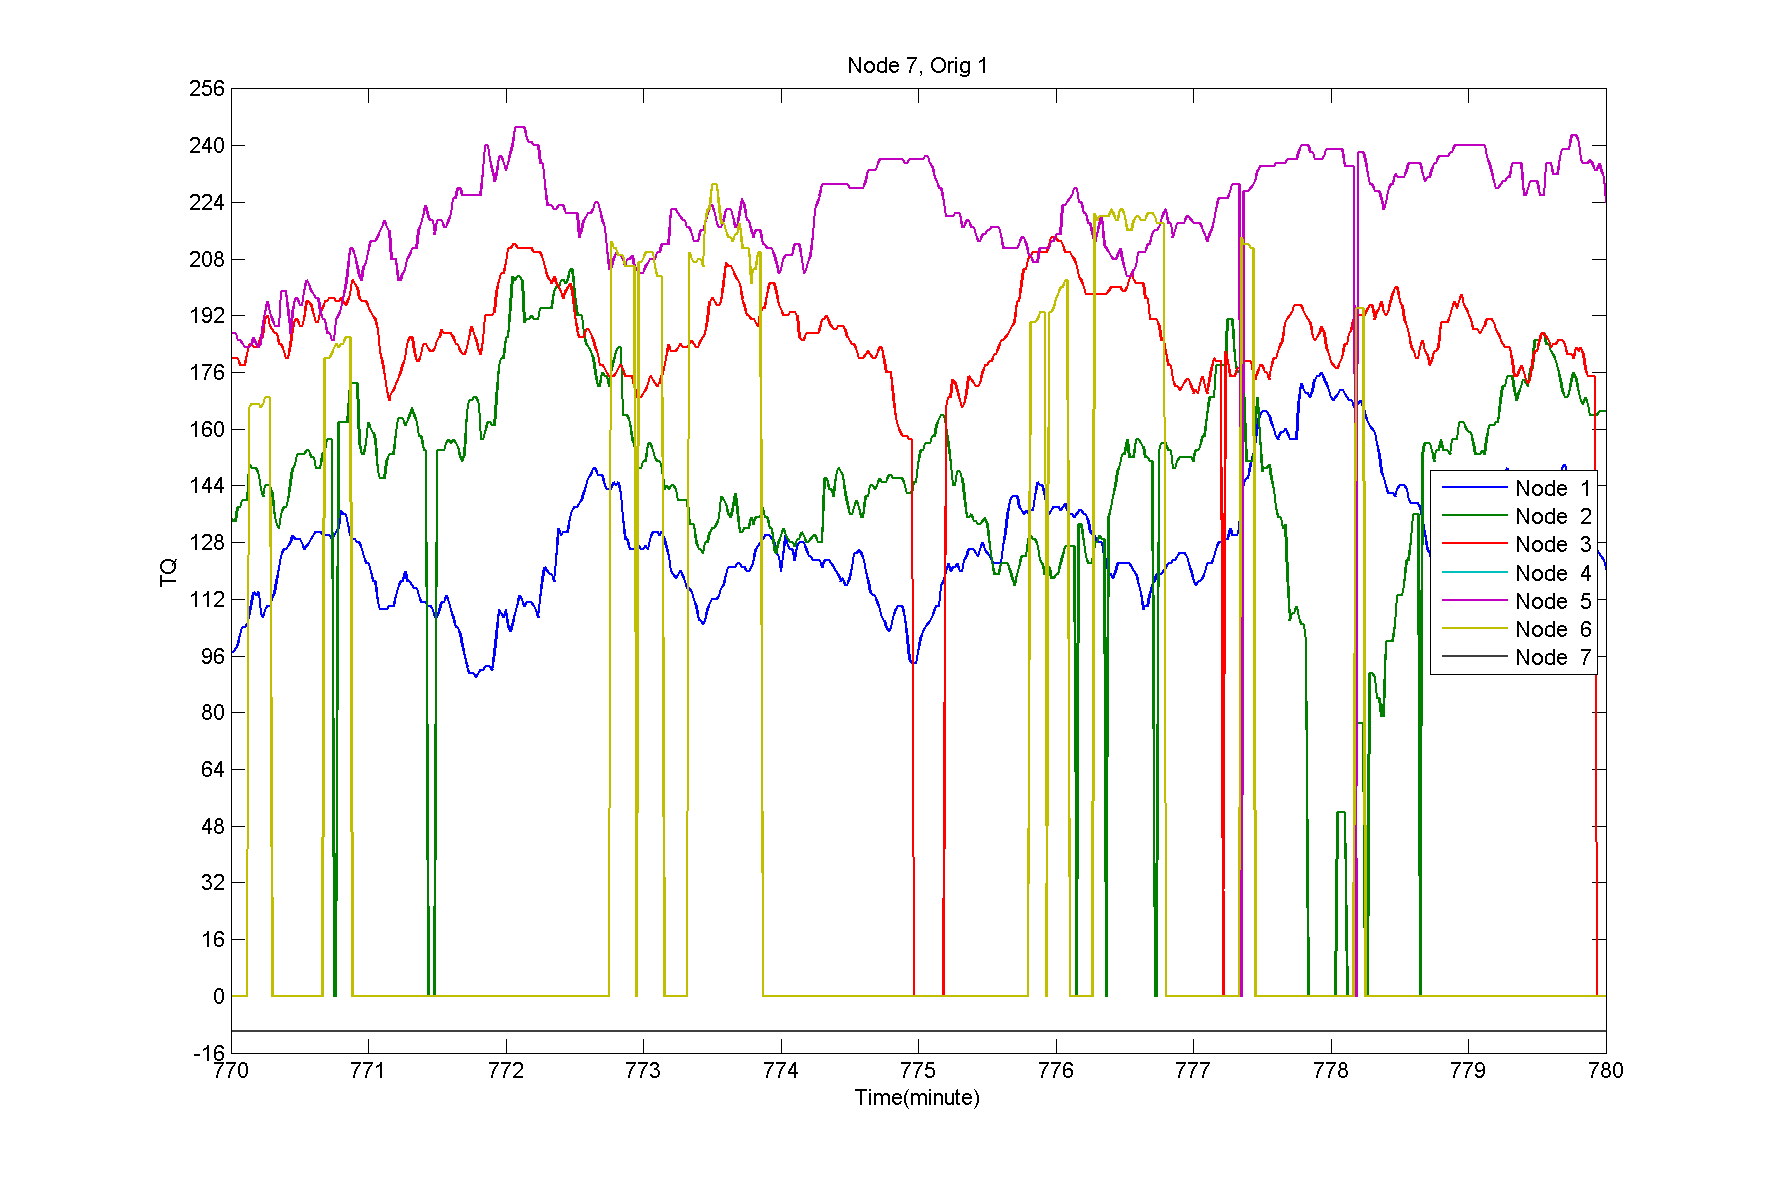 Node 7, Orig 1
256
240
224
208
192
176
160
144
128
112
96
80
64
48
32
16
0
-16
TQ
Node 1
Node 2
Node 3
Node 4
Node 5
Node 6
Node 7
770 771 772 773 774 775 776 777 778 779 780
Time(minute)